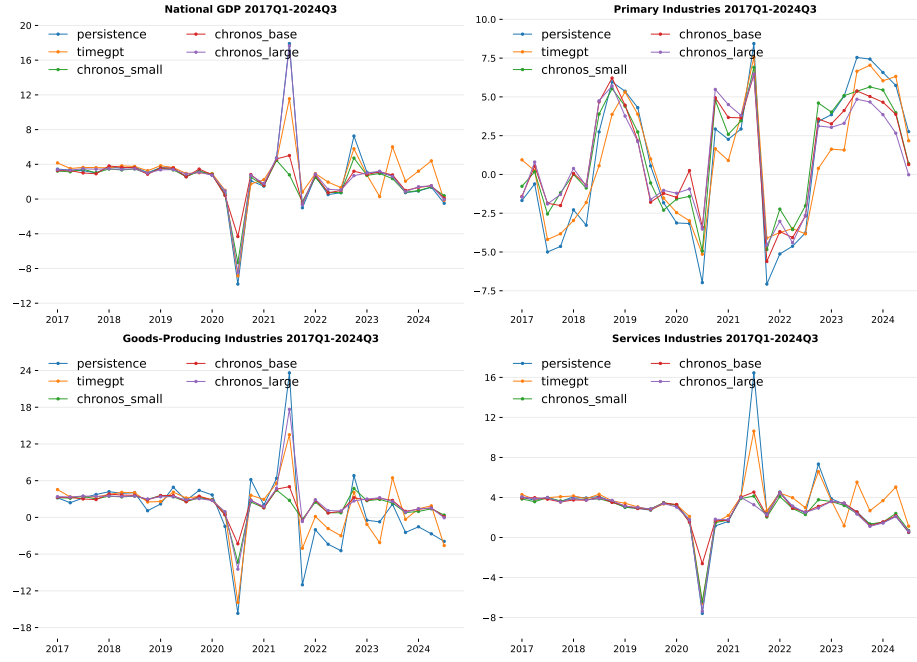 National GDP 2017Q1-2024Q3
persistence
timegpt
chronos_small
chronos_base
chronos_large
20
16
12
8
4
0
−4
−8
−12
2017 2018 2019 2020 2021 2022 2023 2024
Primary Industries 2017Q1-2024Q3
persistence
timegpt
chronos_small
chronos_base
chronos_large
10.0
7.5
5.0
2.5
0.0
−2.5
−5.0
−7.5
2017 2018 2019 2020 2021 2022 2023 2024
Goods-Producing Industries 2017Q1-2024Q3
persistence
timegpt
chronos_small
chronos_base
chronos_large
24
18
12
6
0
−6
−12
−18
2017 2018 2019 2020 2021 2022 2023 2024
Services Industries 2017Q1-2024Q3
persistence
timegpt
chronos_small
chronos_base
chronos_large
16
12
8
4
0
−4
−8
2017 2018 2019 2020 2021 2022 2023 2024